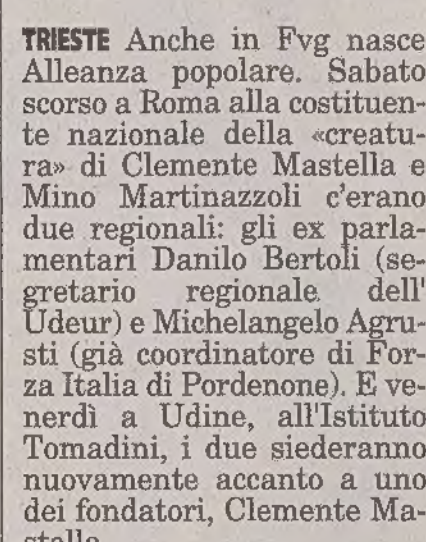 TRIESTE Anche in Fvg nasce
Alleanza popolare. Sabato
scorso a Roma alla costituen-
te nazionale della «creatu-
ra» di Clemente Mastella e
Mino Martinazzoli c'erano
due regionali: gli ex parla-
mentari Danilo Bertoli (se-
gretario regionale dell'
Udeur) e Michelangelo Agru-
sti (già coordinatore di For-
za Italia di Pordenone). E ve-
nerdì a Udine, all'Istituto
Tomadini, i due siederanno
nuovamente accanto a uno
dei fondatori, Clemente Ma-
stella